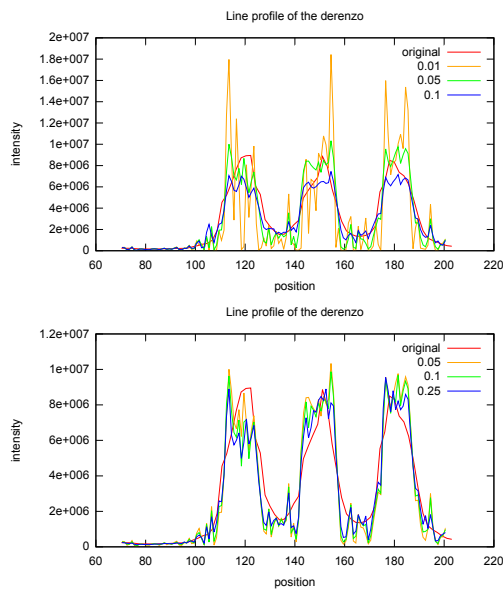 Line profile of the derenzo
2e+007
1.8e+007
1.6e+007
1.4e+007
1.2e+007
1e+007
8e+006
6e+006
4e+006
2e+006
0
intensity
original
0.01
0.05
0.1
60 80 100 120 140 160 180 200 220
position
Line profile of the derenzo
1.2e+007
1e+007
8e+006
6e+006
4e+006
2e+006
0
intensity
original
0.05
0.1
0.25
60 80 100 120 140 160 180 200 220
position